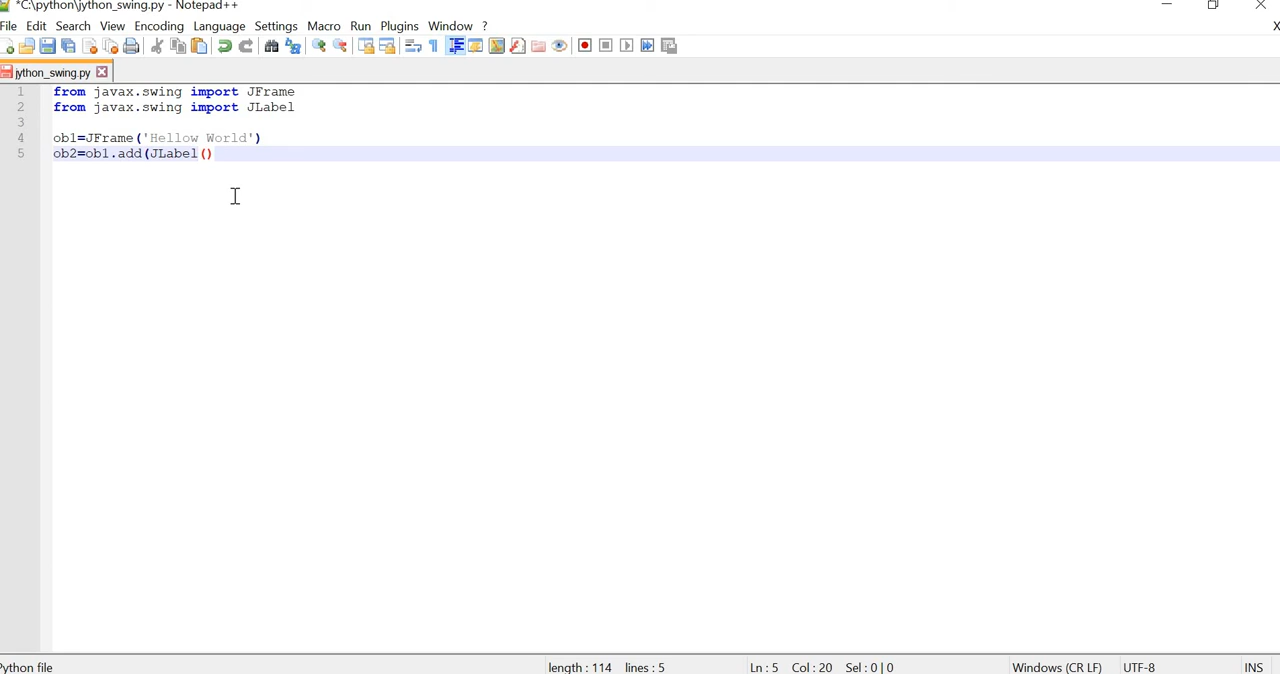 *C:\python\jython_swing.py - Notepad++
File Edit Search View Encoding Language Settings Macro Run Plugins Window ?
X
jython_swing.py
1 from javax.swing import JFrame
2 from javax.swing import JLabel
3
4 ob1=JFrame('Hellow World')
5 ob2=ob1.add(JLabel()
Python file length : 114 lines : 5 Ln : 5 Col : 20 Sel : 0 | 0 Windows (CR LF) UTF-8 INS